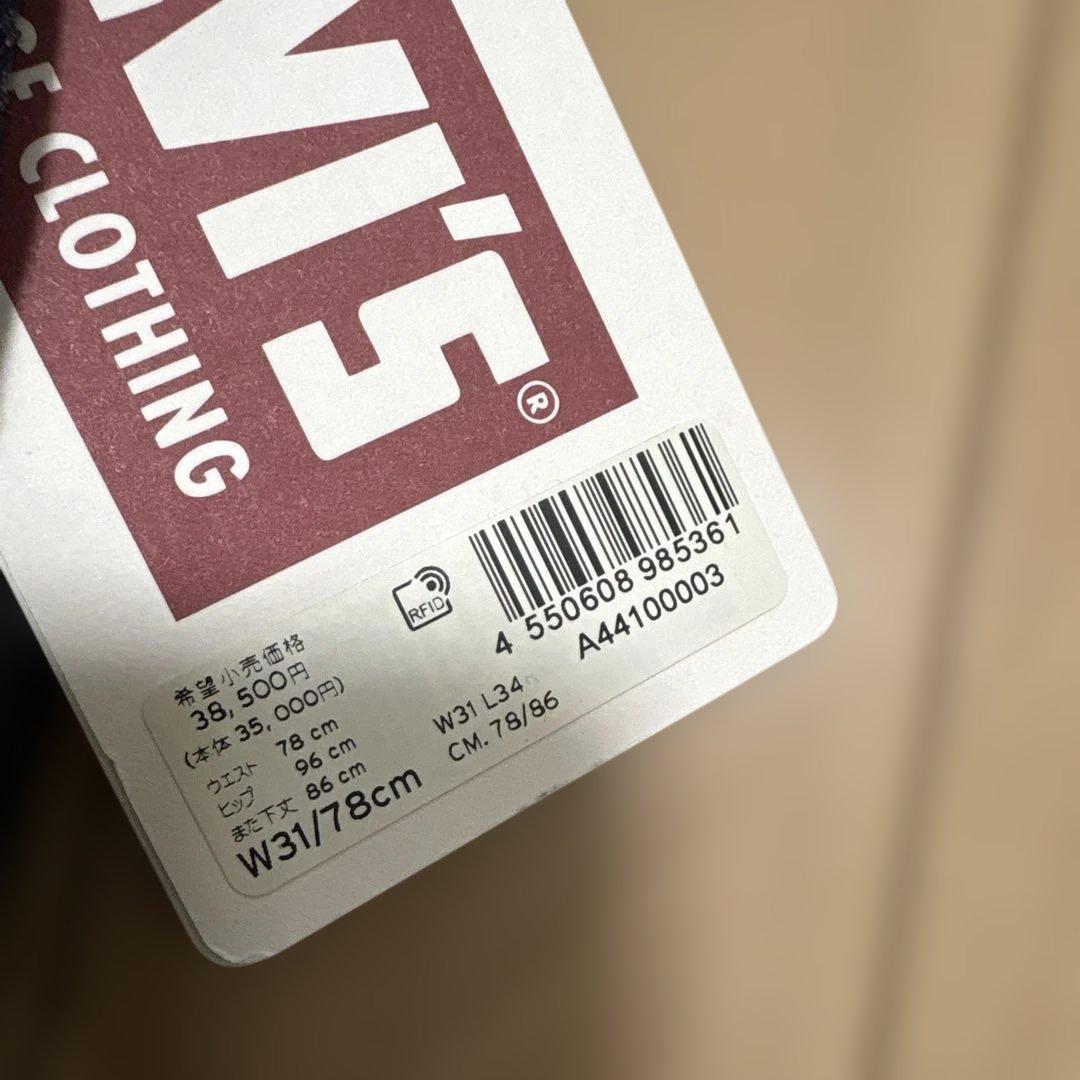 VI'S®
GE CLOTHING
RFID
4 550608 985361
A44100003
希望小売価格
38,500円
(本体 35,000円)
ウエスト 78 cm
ヒップ 96 cm
また下丈 86 cm
W31/78cm
W31 L34
CM. 78/86